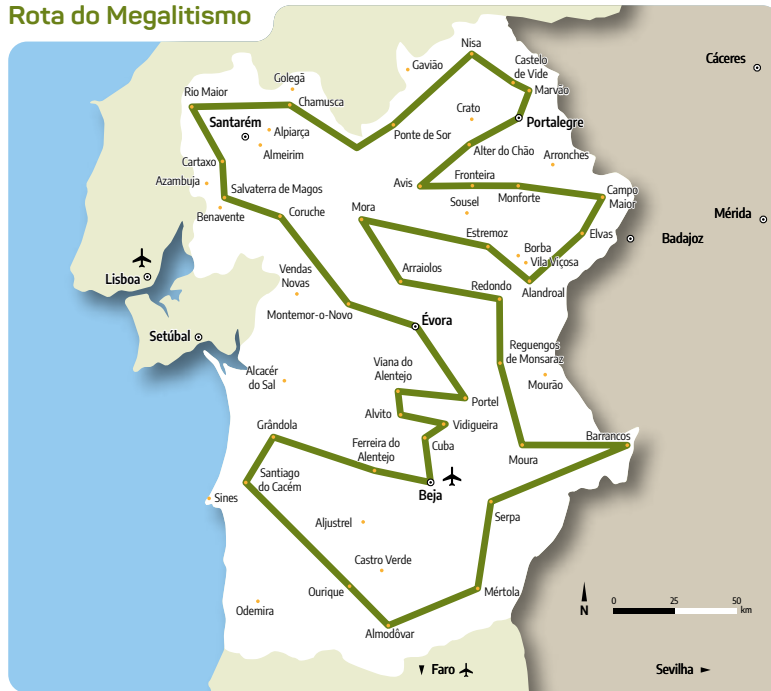 Rota do Megalitismo
Nisa
Cáceres
Gavião
Castelo
de Vide
Golegã
Marvão
Rio Maior
Chamusca
Crato
Santarém
Portalegre
Alpiarça
Ponte de Sor
Almeirim
Alter do Chão
Arronches
Cartaxo
Fronteira
Azambuja
Avis
Salvaterra de Magos
Campo
Maior
Monforte
Sousel
Mora
Benavente
Coruche
Mérida
Estremoz
Elvas
Badajoz
Borba
Vila Viçosa
Lisboa
Vendas
Novas
Arraiolos
Redondo
Alandroal
Montemor-o-Novo
Évora
Setúbal
Reguengos
de Monsaraz
Viana do
Alentejo
Alcacér
do Sal
Mourão
Portel
Alvito
Grândola
Vidigueira
Barrancos
Ferreira do
Alentejo
Cuba
Moura
Santiago
do Cacém
Beja
Sines
Serpa
Aljustrel
Castro Verde
Ourique
Mértola
Odemira
N
0 25 50
km
Almodôvar
Faro
Sevilha